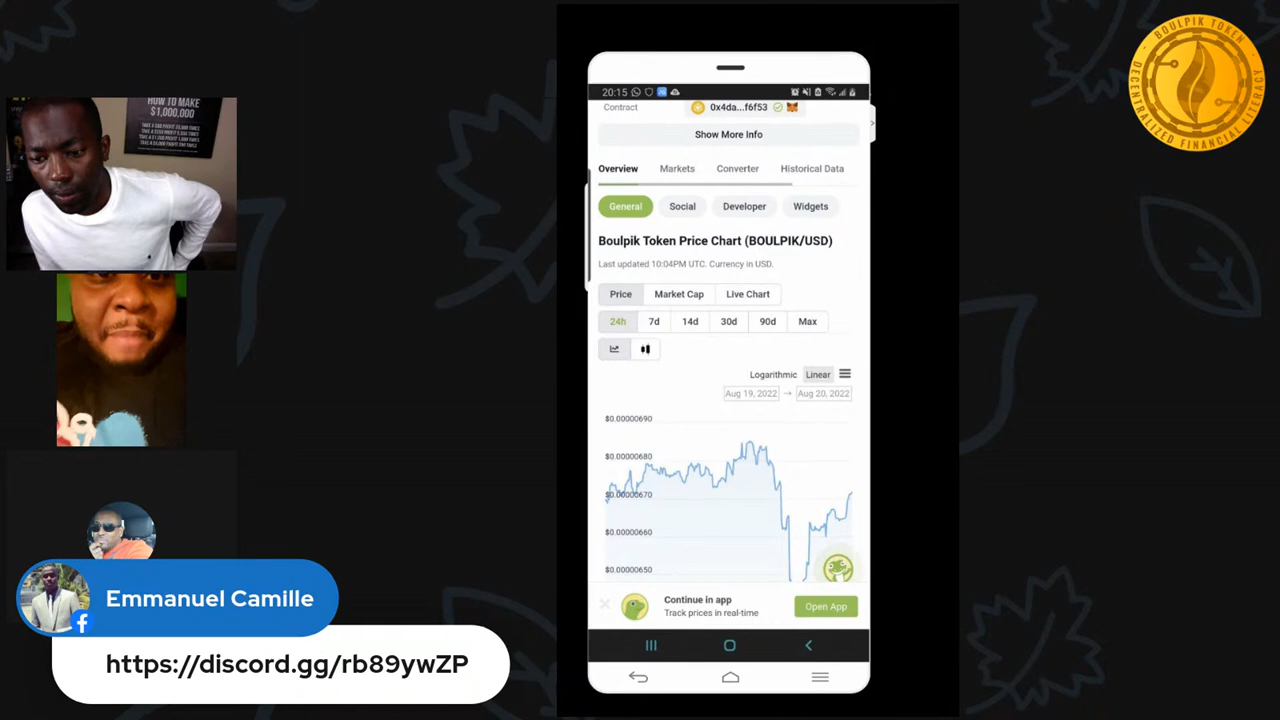 HOW TO MAKE
$1,000,000
BOULPIK TOKEN
DECENTRALIZED FINANCIAL LITERACY
20:15
Contract
0x4da...f6f53
Show More Info
Overview
Markets
Converter
Historical Data
General
Social
Developer
Widgets
Boulpik Token Price Chart (BOULPIK/USD)
Last updated 10:04PM UTC. Currency in USD.
Price
Market Cap
Live Chart
24h
7d
14d
30d
90d
Max
Logarithmic
Linear
Aug 19, 2022 → Aug 20, 2022
$0.00000690
$0.00000680
$0.00000670
$0.00000660
$0.00000650
Continue in app
Track prices in real-time
Open App
Emmanuel Camille
https://discord.gg/rb89ywZP